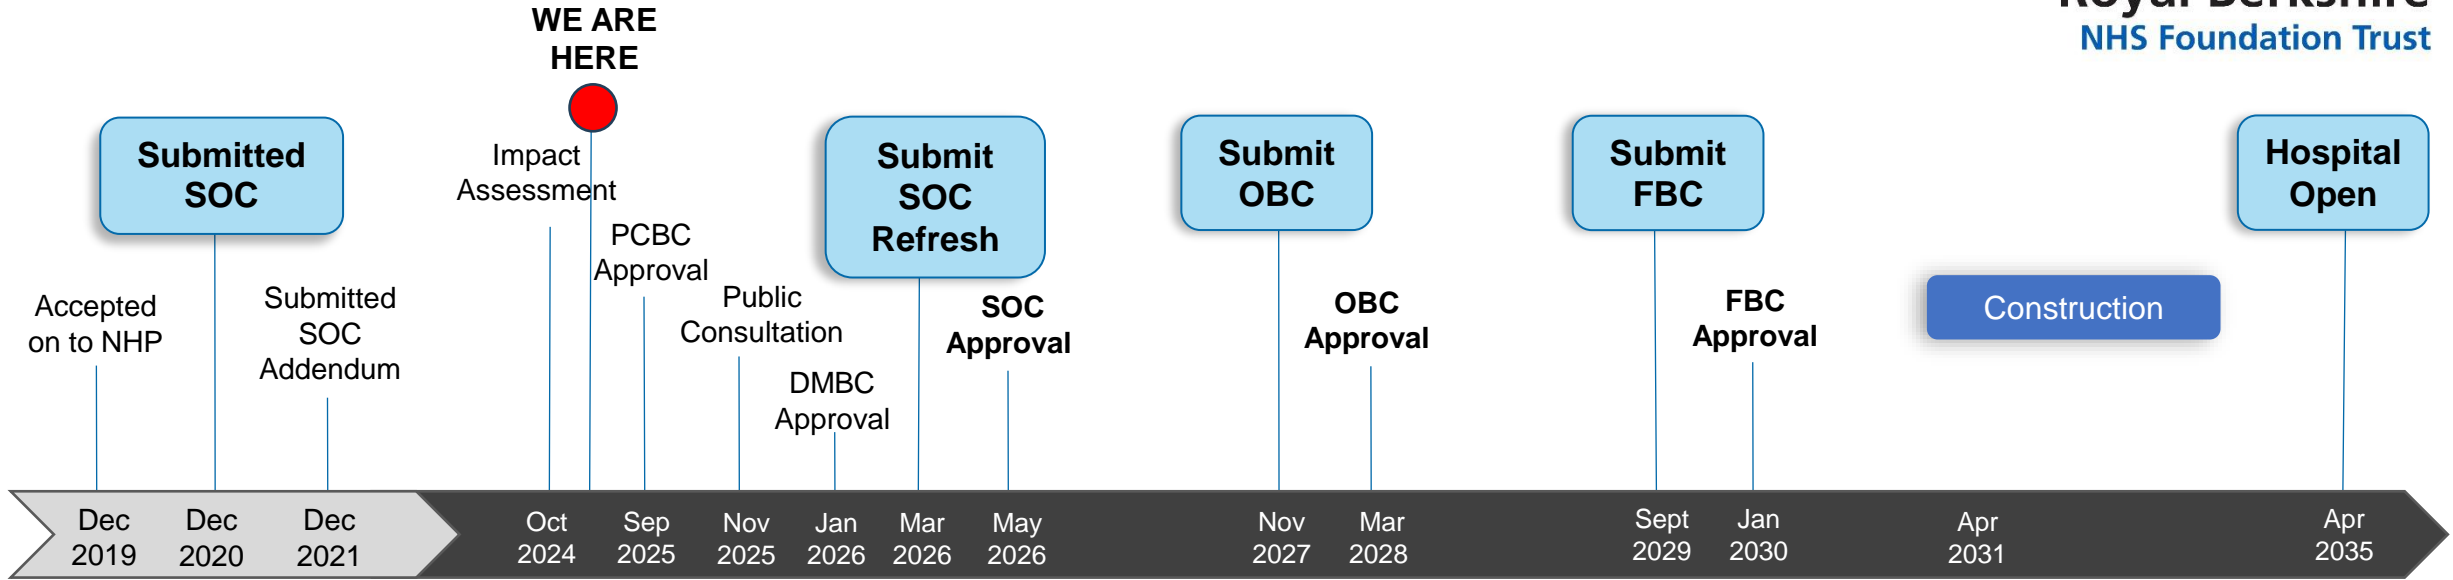 Royal Berkshire
NHS Foundation Trust
WE ARE
HERE
Submitted
SOC
Impact
Assessment
Submit
SOC
Refresh
Submit
OBC
Submit
FBC
Hospital
Open
PCBC
Approval
Accepted
on to NHP
Submitted
SOC
Addendum
Public
Consultation
DMBC
Approval
SOC
Approval
OBC
Approval
FBC
Approval
Construction
Dec
2019
Dec
2020
Dec
2021
Oct
2024
Sep
2025
Nov
2025
Jan
2026
Mar
2026
May
2026
Nov
2027
Mar
2028
Sept
2029
Jan
2030
Apr
2031
Apr
2035